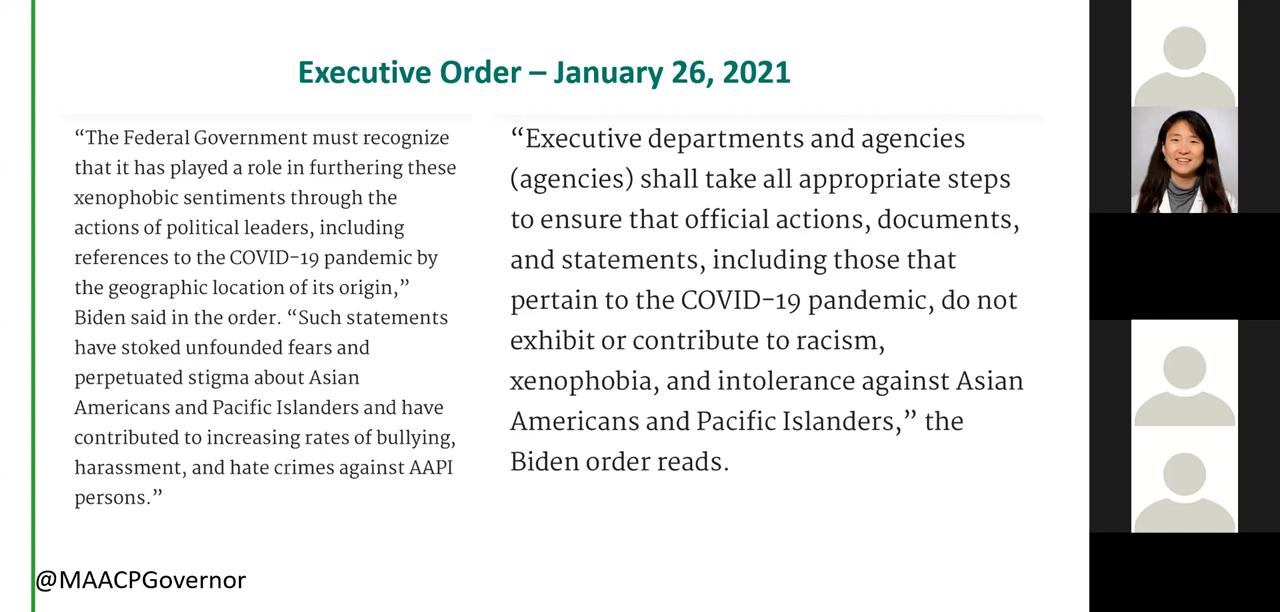 Executive Order – January 26, 2021
“The Federal Government must recognize
that it has played a role in furthering these
xenophobic sentiments through the
actions of political leaders, including
references to the COVID-19 pandemic by
the geographic location of its origin,”
Biden said in the order. “Such statements
have stoked unfounded fears and
perpetuated stigma about Asian
Americans and Pacific Islanders and have
contributed to increasing rates of bullying,
harassment, and hate crimes against AAPI
persons.”
“Executive departments and agencies
(agencies) shall take all appropriate steps
to ensure that official actions, documents,
and statements, including those that
pertain to the COVID-19 pandemic, do not
exhibit or contribute to racism,
xenophobia, and intolerance against Asian
Americans and Pacific Islanders,” the
Biden order reads.
@MAACPGovernor